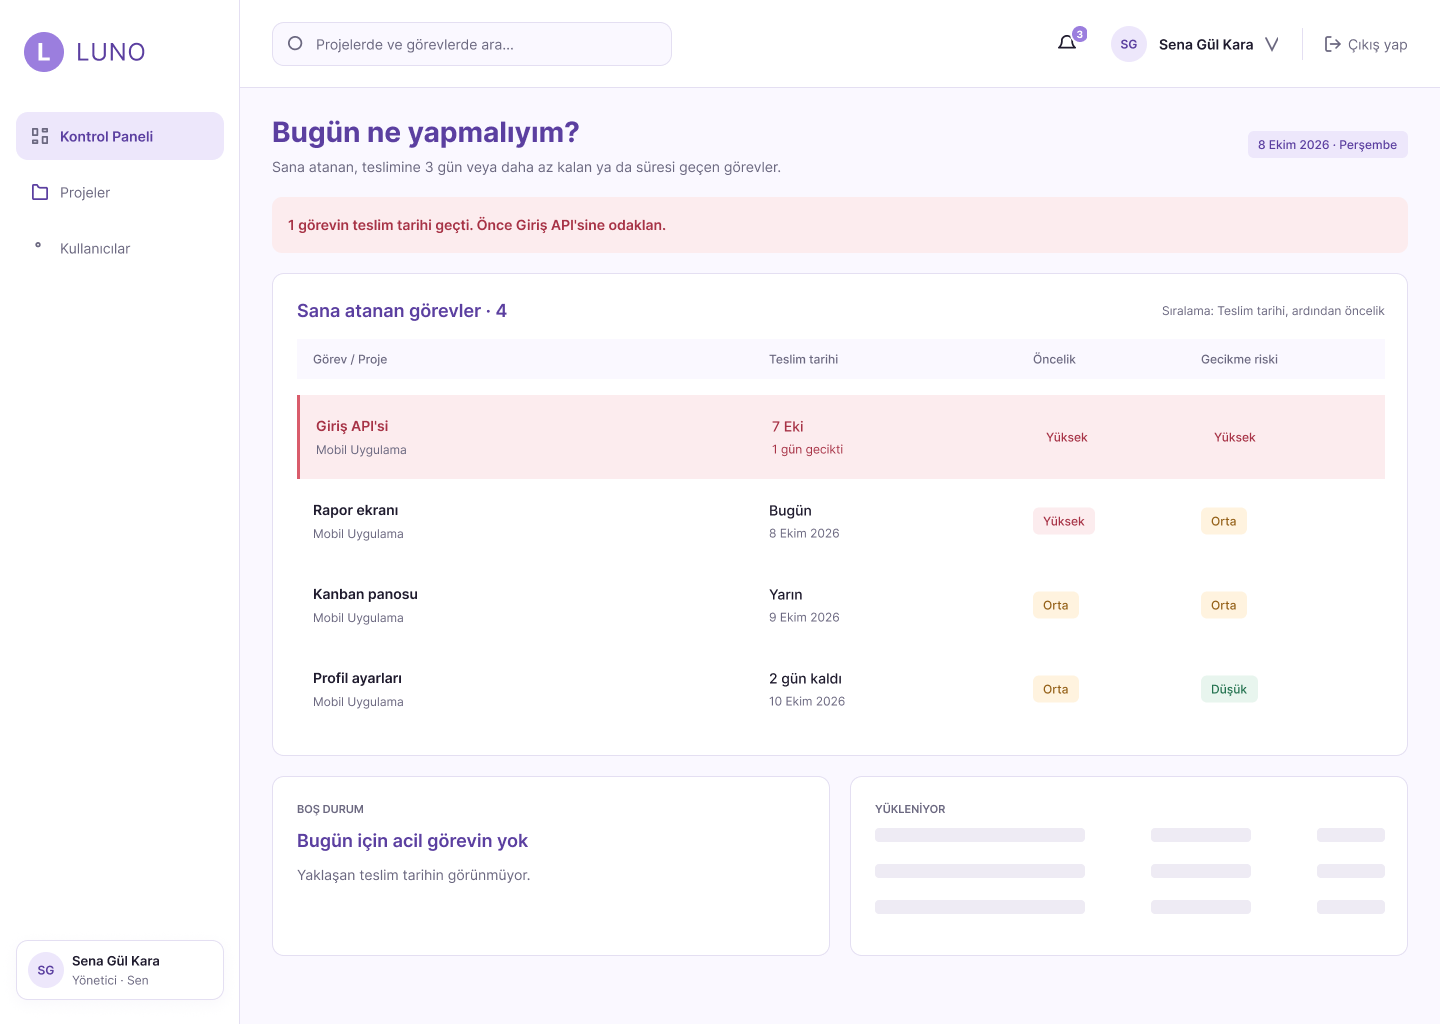 L LUNO
Projelerde ve görevlerde ara...
3
SG Sena Gül Kara
Çıkış yap
Kontrol Paneli
Projeler
Kullanıcılar
Bugün ne yapmalıyım?
Sana atanan, teslimine 3 gün veya daha az kalan ya da süresi geçen görevler.
8 Ekim 2026 · Perşembe
1 görevin teslim tarihi geçti. Önce Giriş API'sine odaklan.
Sana atanan görevler · 4
Sıralama: Teslim tarihi, ardından öncelik
Görev / Proje Teslim tarihi Öncelik Gecikme riski
Giriş API'si 7 Eki Yüksek Yüksek
Mobil Uygulama 1 gün gecikti
Rapor ekranı Bugün Yüksek Orta
Mobil Uygulama 8 Ekim 2026
Kanban panosu Yarın Orta Orta
Mobil Uygulama 9 Ekim 2026
Profil ayarları 2 gün kaldı Orta Düşük
Mobil Uygulama 10 Ekim 2026
BOŞ DURUM
Bugün için acil görevin yok
Yaklaşan teslim tarihin görünmüyor.
YÜKLENİYOR
SG Sena Gül Kara
Yönetici · Sen